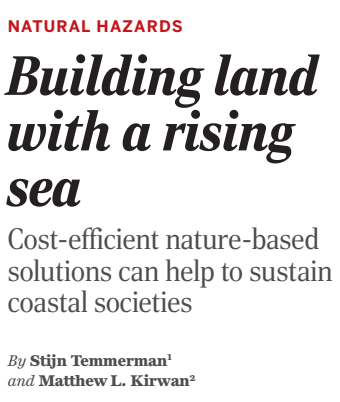 NATURAL HAZARDS
Building land
with a rising
sea
Cost-efficient nature-based
solutions can help to sustain
coastal societies
By Stijn Temmerman¹
and Matthew L. Kirwan²